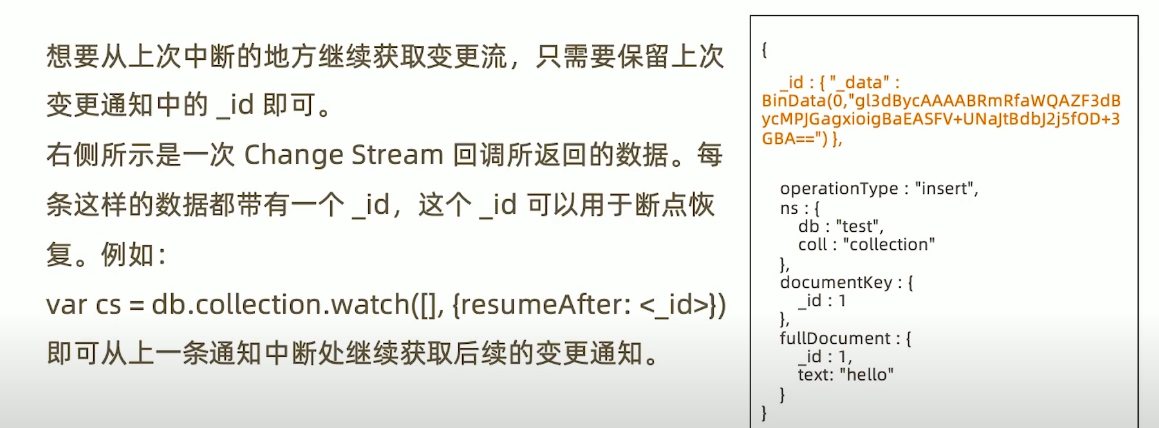 想要从上次中断的地方继续获取变更流，只需要保留上次
变更通知中的 _id 即可。
右侧所示是一次 Change Stream 回调所返回的数据。每
条这样的数据都带有一个 _id，这个 _id 可以用于断点恢
复。例如：
var cs = db.collection.watch([], {resumeAfter: <_id>})
即可从上一条通知中断处继续获取后续的变更通知。
{
_id : { "_data" :
BinData(0,"gl3dBycAAAABRmRfaWQAZF3dB
ycMPJGagxioigBaEASFV+UNaJtBdbJ2j5fOD+3
GBA==") },
operationType : "insert",
ns : {
db : "test",
coll : "collection"
},
documentKey : {
_id : 1
},
fullDocument : {
_id : 1,
text: "hello"
}
}